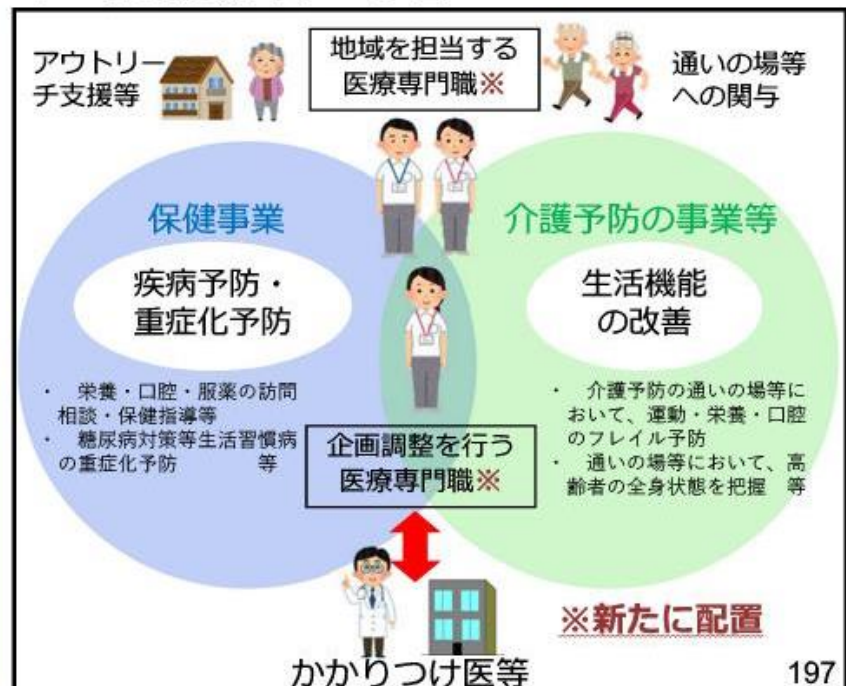 アウトリー
チ支援等
地域を担当する
医療専門職※
通いの場等
への関与
保健事業
疾病予防・
重症化予防
・　栄養・口腔・服薬の訪問
相談・保健指導等
・　糖尿病対策等生活習慣病
の重症化予防　　　　等
介護予防の事業等
生活機能
の改善
・　介護予防の通いの場等に
おいて、運動・栄養・口腔
のフレイル予防
・　通いの場等において、高
齢者の全身状態を把握　等
企画調整を行う
医療専門職※
※新たに配置
かかりつけ医等
197